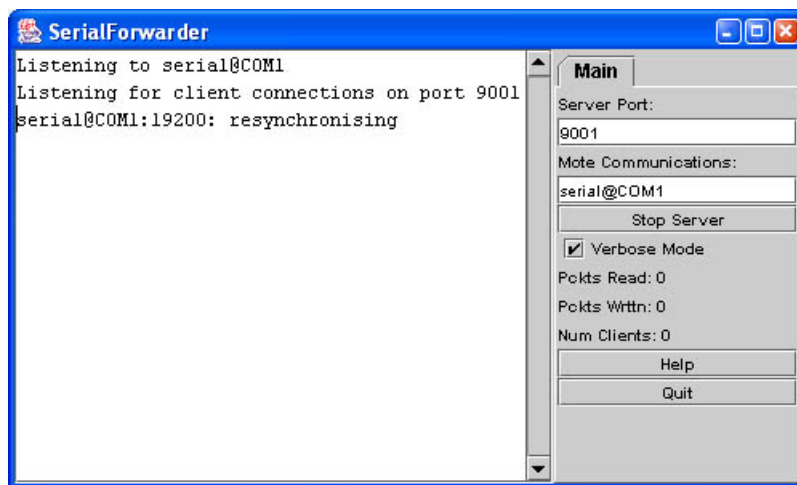 SerialForwarder
Listening to serial@COM1
Listening for client connections on port 9001
serial@COM1:19200: resynchronising
Main
Server Port:
9001
Mote Communications:
serial@COM1
Stop Server
Verbose Mode
Pckts Read: 0
Pckts Wrttn: 0
Num Clients: 0
Help
Quit